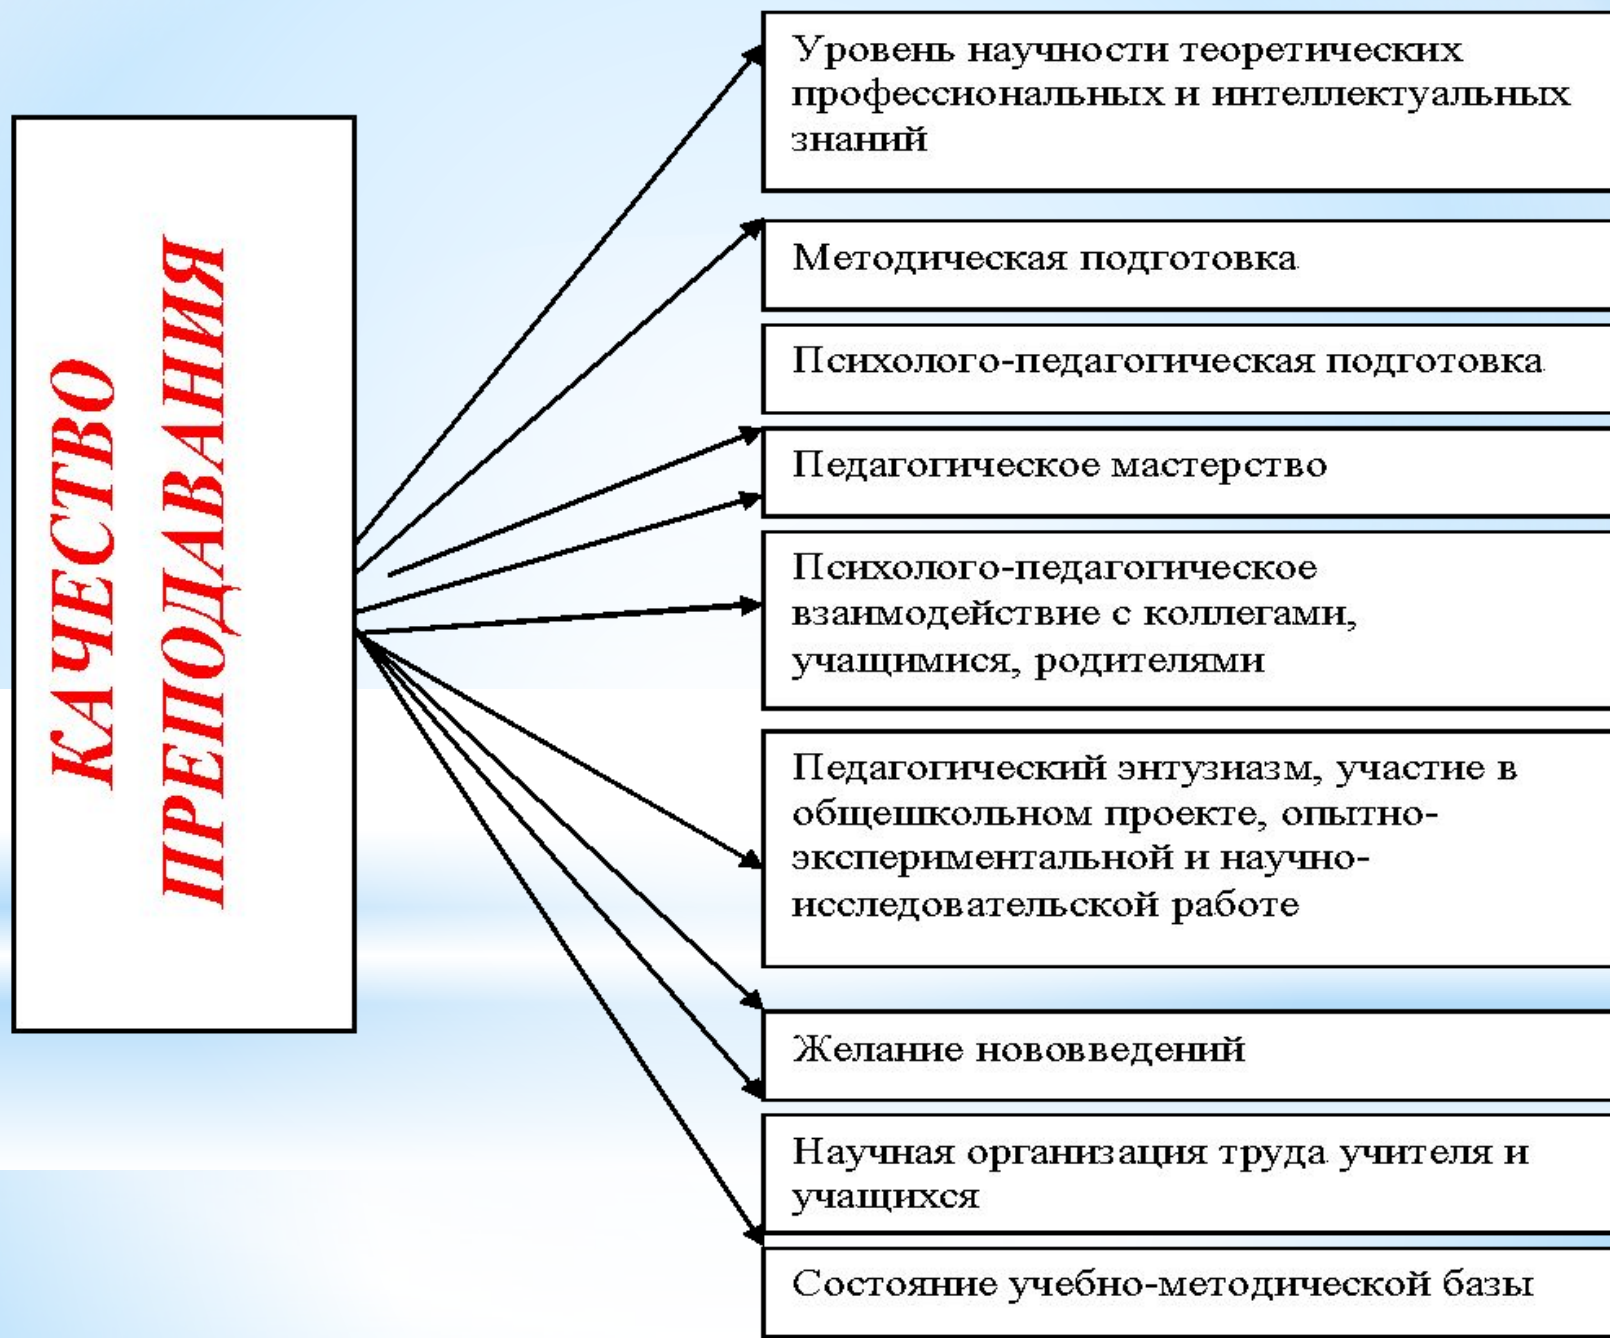 КАЧЕСТВО
ПРЕПОДАВАНИЯ
Уровень научности теоретических
профессиональных и интеллектуальных
знаний
Методическая подготовка
Психолого-педагогическая подготовка
Педагогическое мастерство
Психолого-педагогическое
взаимодействие с коллегами,
учащимися, родителями
Педагогический энтузиазм, участие в
общешкольном проекте, опытно-
экспериментальной и научно-
исследовательской работе
Желание нововведений
Научная организация труда учителя и
учащихся
Состояние учебно-методической базы